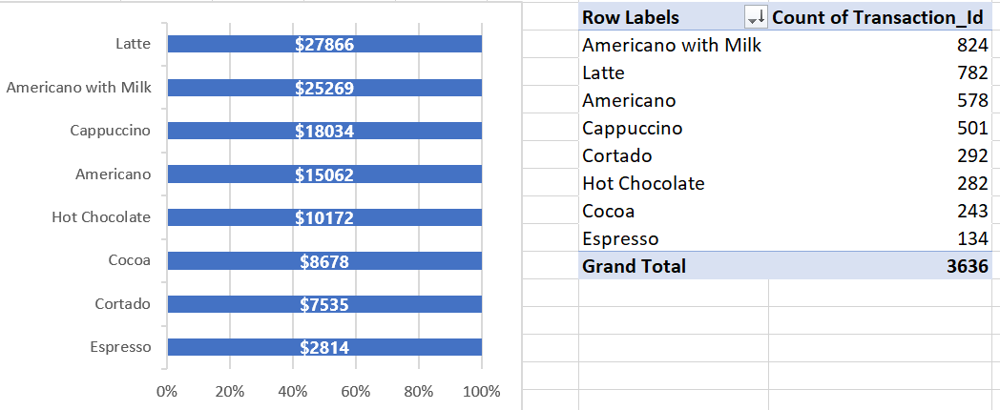 Latte $27866
Americano with Milk $25269
Cappuccino $18034
Americano $15062
Hot Chocolate $10172
Cocoa $8678
Cortado $7535
Espresso $2814
0% 20% 40% 60% 80% 100%
Row Labels Count of Transaction_Id
Americano with Milk 824
Latte 782
Americano 578
Cappuccino 501
Cortado 292
Hot Chocolate 282
Cocoa 243
Espresso 134
Grand Total 3636